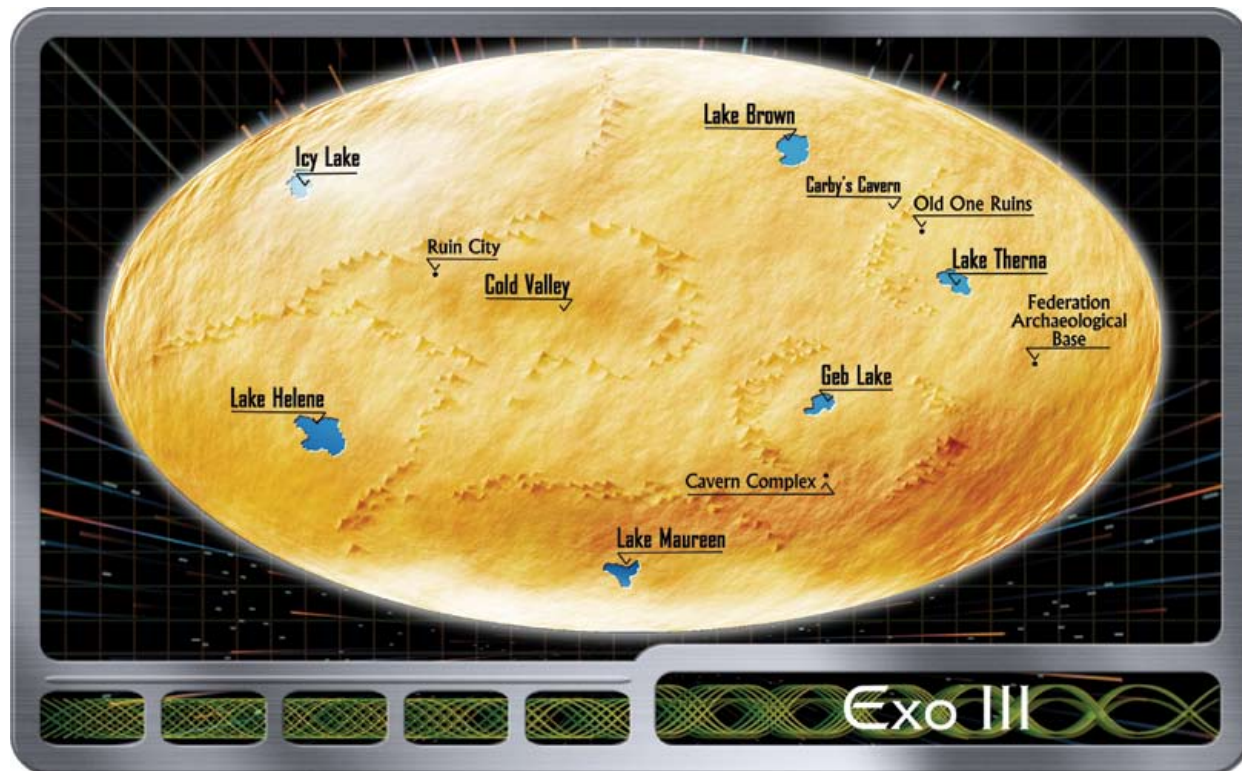 Lake Brown
Icy Lake
Carby's Cavern
Old One Ruins
Ruin City
Lake Therna
Cold Valley
Federation
Archaeological
Base
Geb Lake
Lake Helene
Cavern Complex
Lake Maureen
Exo III